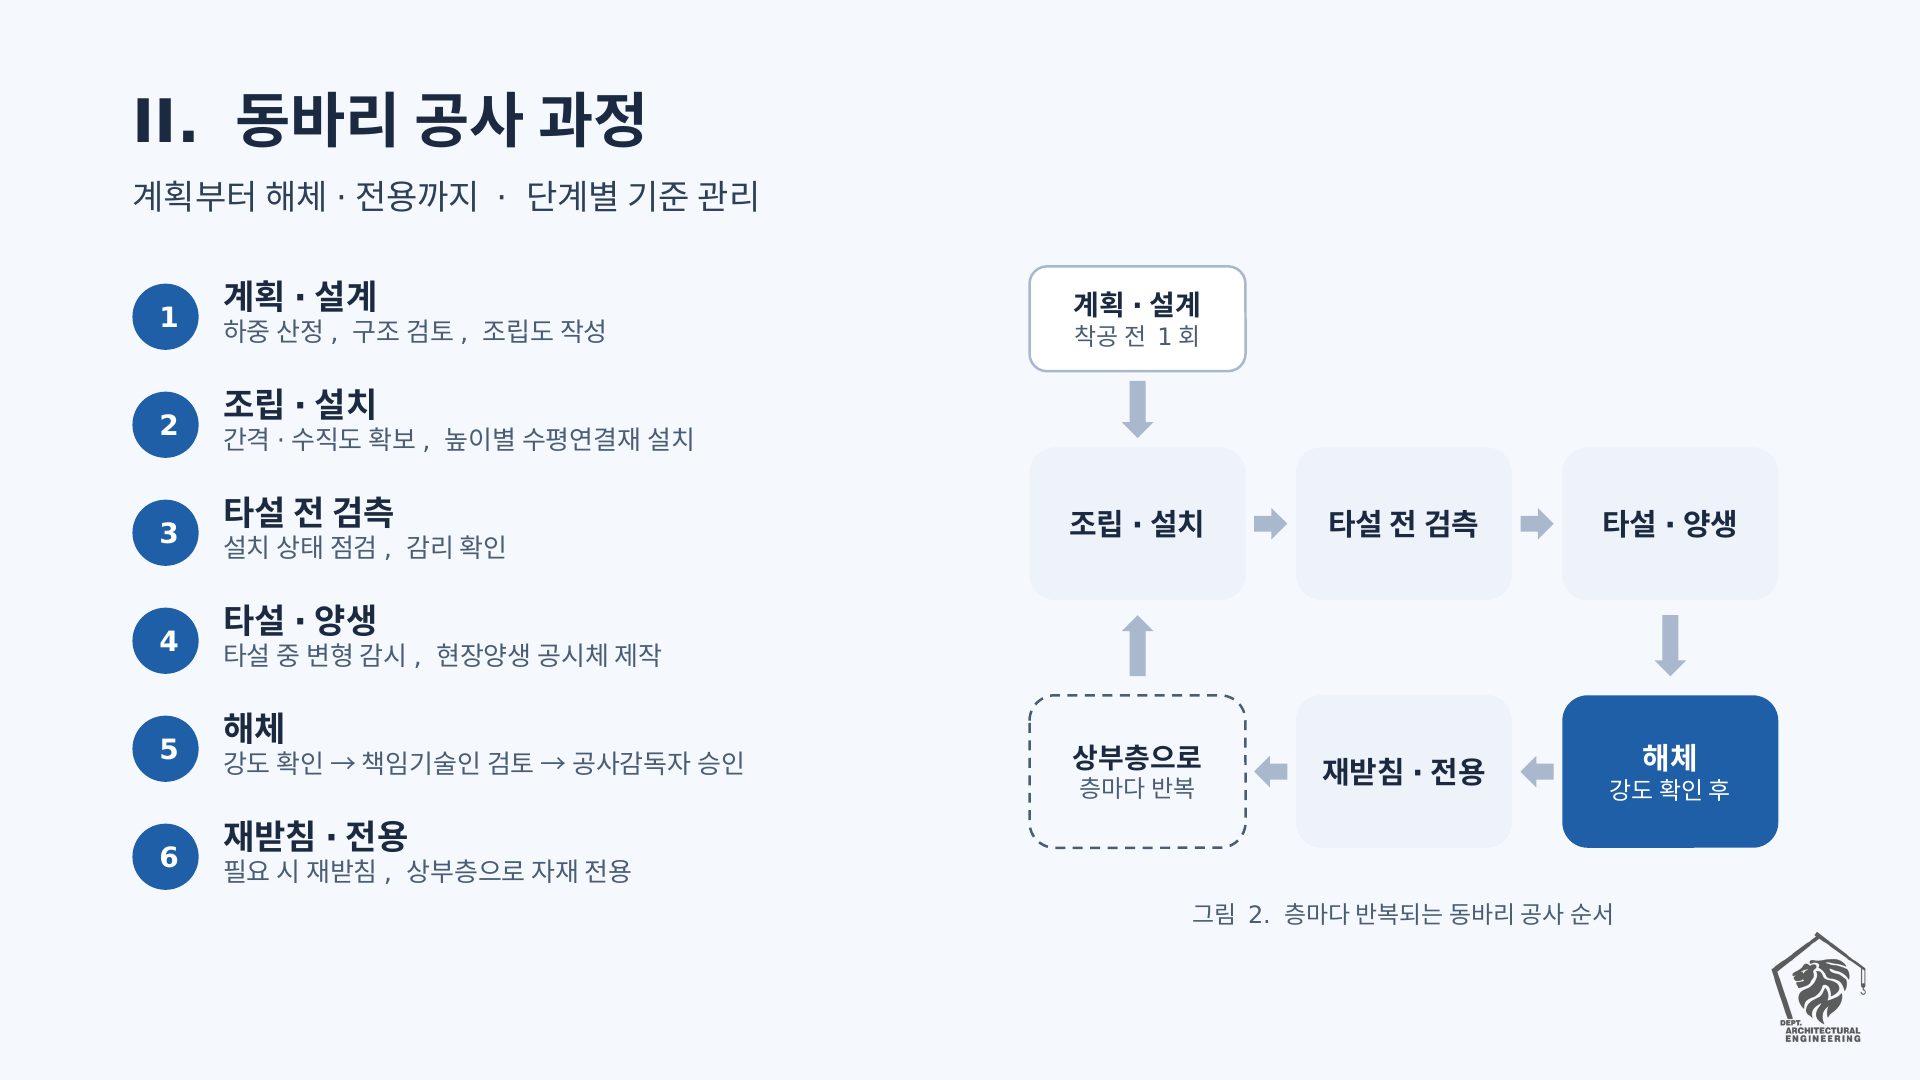 II. 동바리 공사 과정
계획부터 해체 · 전용까지 · 단계별 기준 관리
1
계획 · 설계
하중 산정 , 구조 검토 , 조립도 작성
2
조립 · 설치
간격 · 수직도 확보 , 높이별 수평연결재 설치
3
타설 전 검측
설치 상태 점검 , 감리 확인
4
타설 · 양생
타설 중 변형 감시 , 현장양생 공시체 제작
5
해체
강도 확인 → 책임기술인 검토 → 공사감독자 승인
6
재받침 · 전용
필요 시 재받침 , 상부층으로 자재 전용
계획 · 설계
착공 전 1 회
조립 · 설치
타설 전 검측
타설 · 양생
상부층으로
층마다 반복
재받침 · 전용
해체
강도 확인 후
그림 2. 층마다 반복되는 동바리 공사 순서
DEPT.
ARCHITECTURAL
ENGINEERING